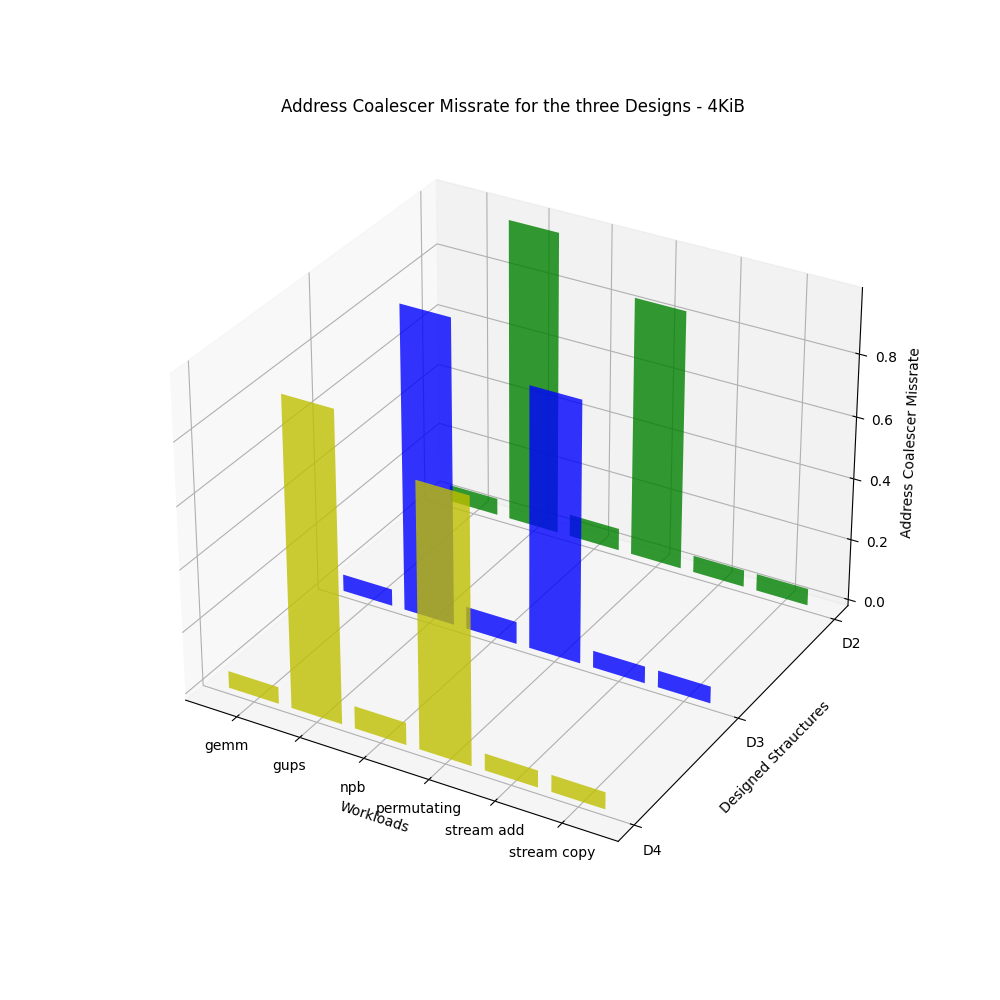 Address Coalescer Missrate for the three Designs - 4KiB
0.8
0.6
0.4
0.2
0.0
Address Coalescer Missrate
D2
D3
D4
Designed Strauctures
gemm
gups
npb
permutating
stream add
stream copy
Workloads